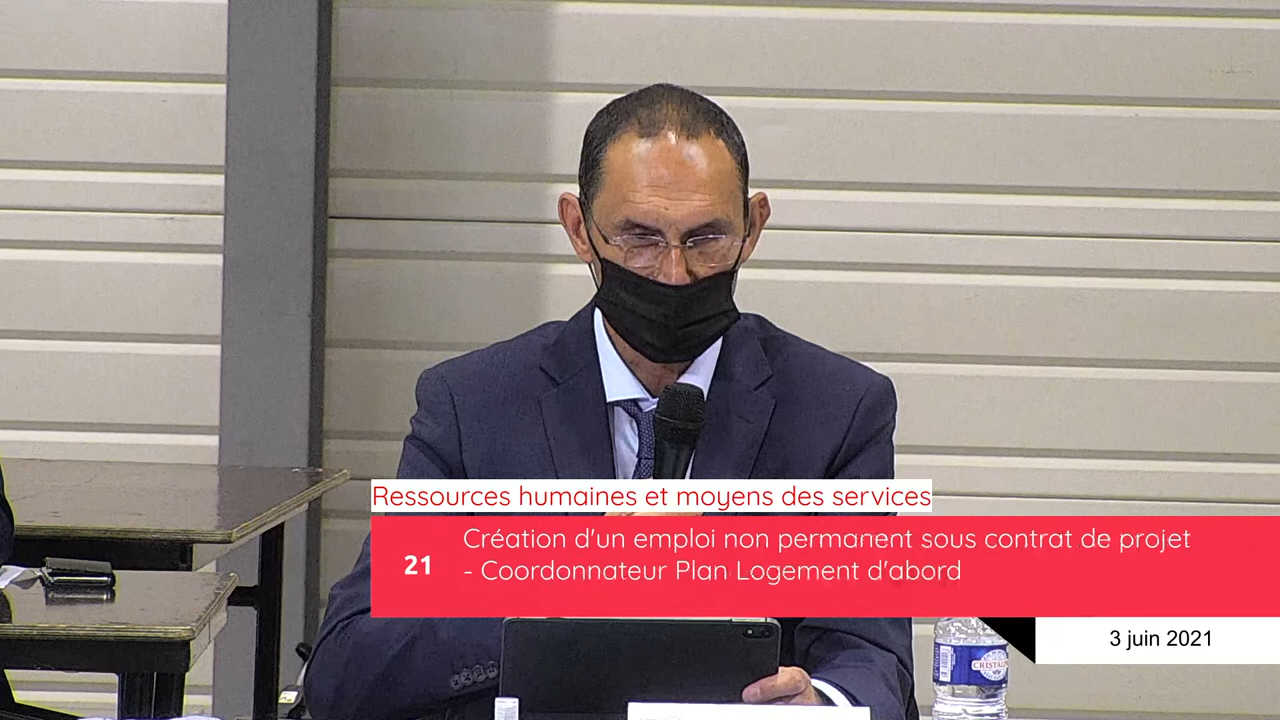 Ressources humaines et moyens des services
21
Création d'un emploi non permanent sous contrat de projet
- Coordonnateur Plan Logement d'abord
3 juin 2021